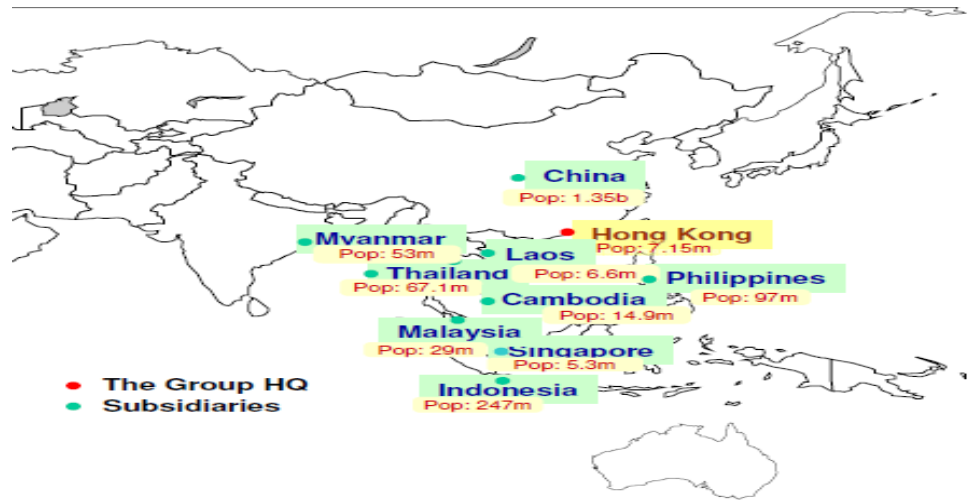 China
Pop: 1.35b
Hong Kong
Pop: 7.15m
Mvanmar
Pop: 53m
Laos
Pop: 6.6m
Thailand
Pop: 67.1m
Philippines
Pop: 97m
Cambodia
Pop: 14.9m
Malaysia
Pop: 29m
Singapore
Pop: 5.3m
Indonesia
Pop: 247m
The Group HQ
Subsidiaries